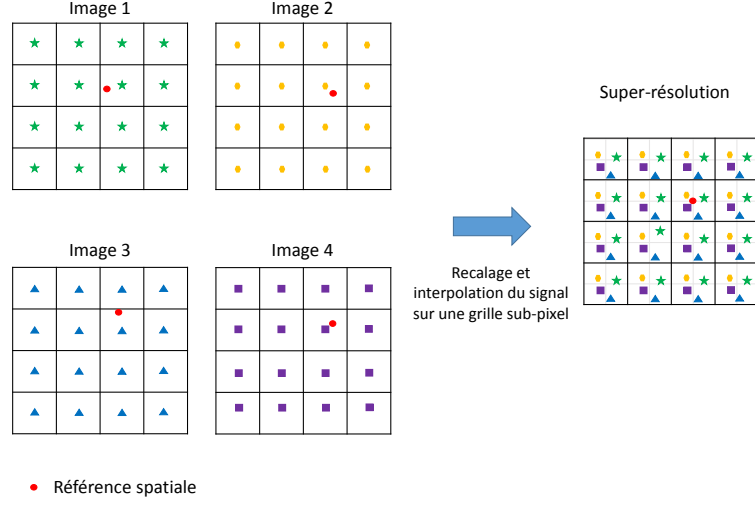 Image 1
Image 2
Super-résolution
Image 3
Image 4
Recalage et
interpolation du signal
sur une grille sub-pixel
Référence spatiale